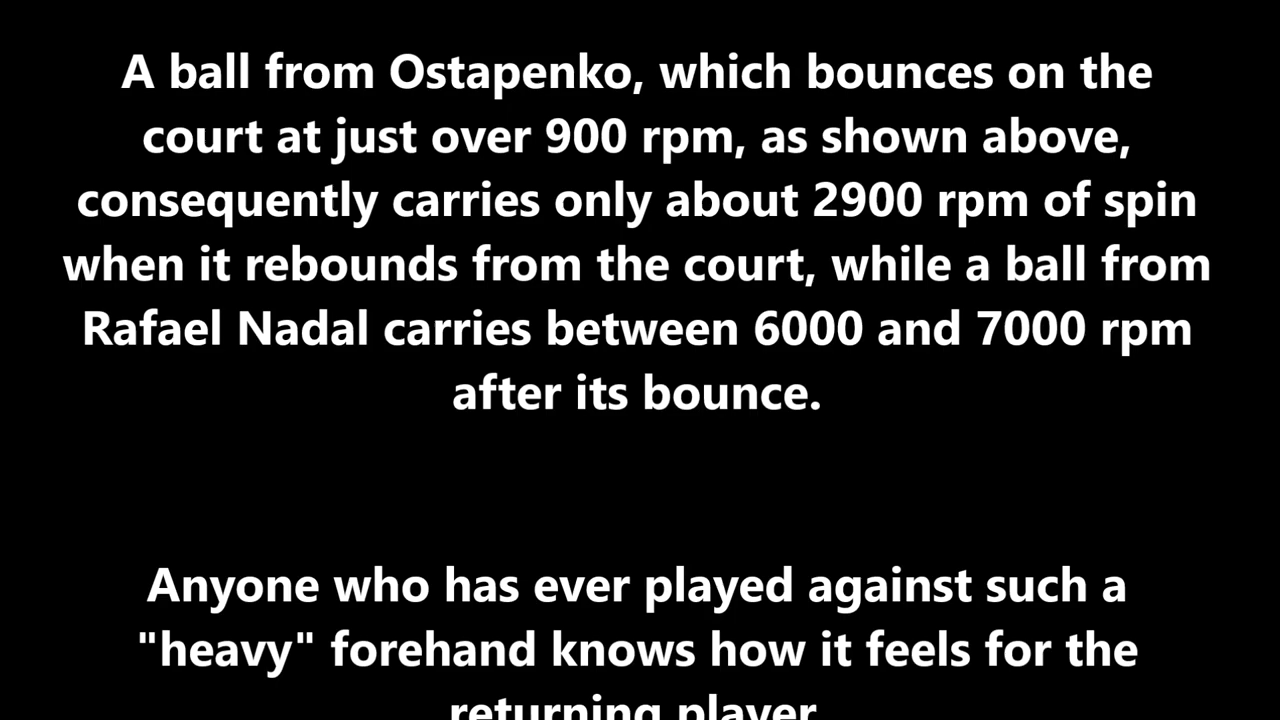 A ball from Ostapenko, which bounces on the
court at just over 900 rpm, as shown above,
consequently carries only about 2900 rpm of spin
when it rebounds from the court, while a ball from
Rafael Nadal carries between 6000 and 7000 rpm
after its bounce.
Anyone who has ever played against such a
"heavy" forehand knows how it feels for the
returning player